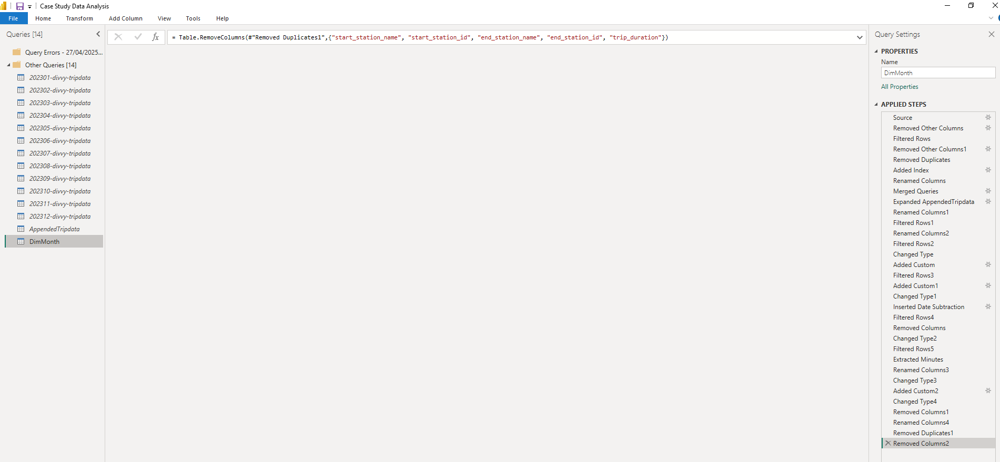 Case Study Data Analysis
File Home Transform Add Column View Tools Help
Queries [14]
Query Errors - 27/04/2025...
Other Queries [14]
202301-divvy-tripdata
202302-divvy-tripdata
202303-divvy-tripdata
202304-divvy-tripdata
202305-divvy-tripdata
202306-divvy-tripdata
202307-divvy-tripdata
202308-divvy-tripdata
202309-divvy-tripdata
202310-divvy-tripdata
202311-divvy-tripdata
202312-divvy-tripdata
AppendedTripdata
DimMonth
fx = Table.RemoveColumns(#"Removed Duplicates1",{"start_station_name", "start_station_id", "end_station_name", "end_station_id", "trip_duration"})
Query Settings
PROPERTIES
Name
DimMonth
All Properties
APPLIED STEPS
Source
Removed Other Columns
Filtered Rows
Removed Other Columns1
Removed Duplicates
Added Index
Renamed Columns
Merged Queries
Expanded AppendedTripdata
Renamed Columns1
Filtered Rows1
Renamed Columns2
Filtered Rows2
Changed Type
Added Custom
Filtered Rows3
Added Custom1
Changed Type1
Inserted Date Subtraction
Filtered Rows4
Removed Columns
Changed Type2
Filtered Rows5
Extracted Minutes
Renamed Columns3
Changed Type3
Added Custom2
Changed Type4
Removed Columns1
Renamed Columns4
Removed Duplicates1
Removed Columns2